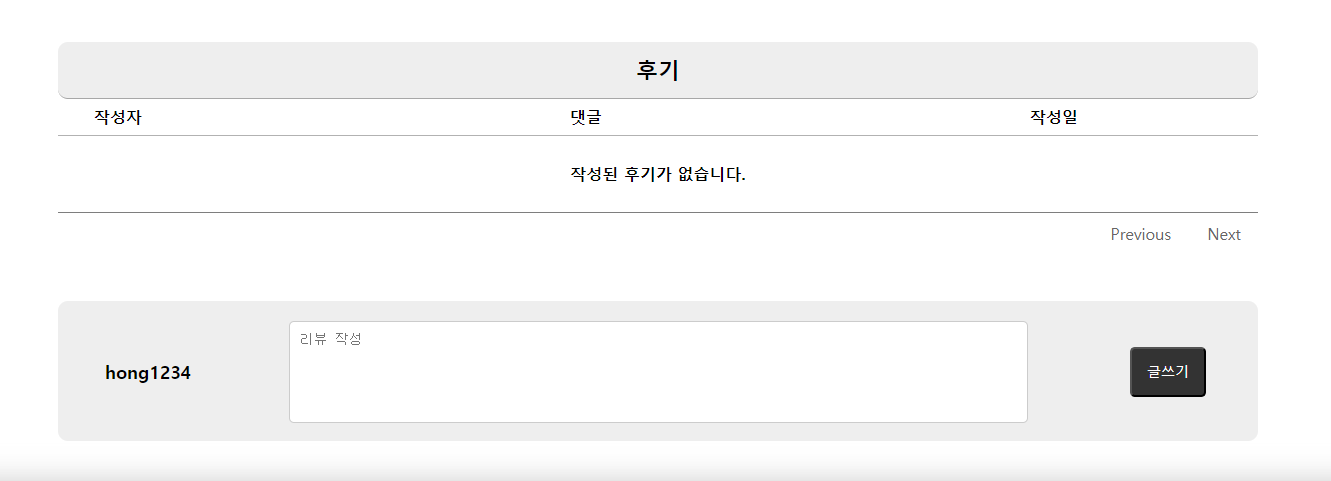 후기
작성자 댓글 작성일
작성된 후기가 없습니다.
Previous Next
리뷰 작성
hong1234
글쓰기